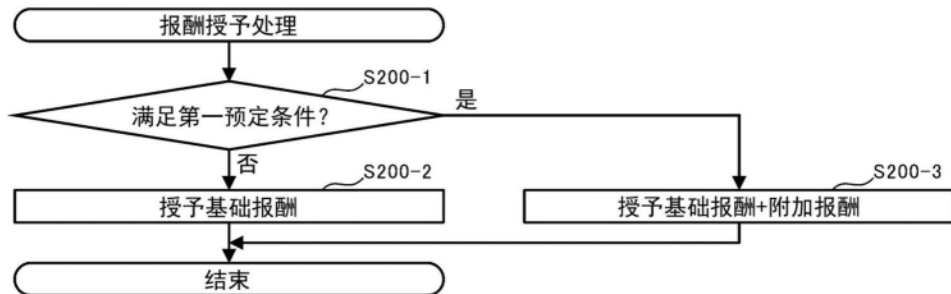 报酬授予处理
S200-1
满足第一预定条件？
是
否
S200-2
授予基础报酬
S200-3
授予基础报酬+附加报酬
结束